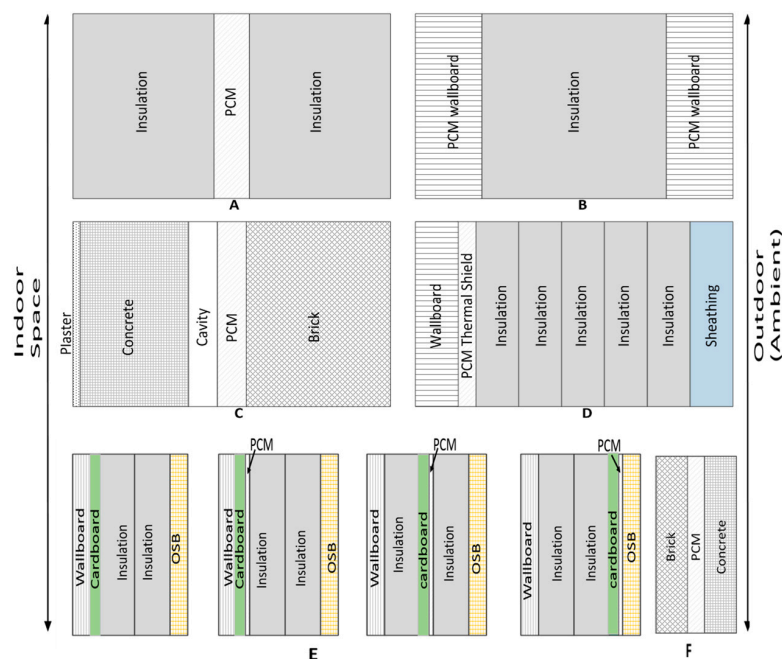 Indoor
Space
Insulation
PCM
Insulation
A
PCM wallboard
Insulation
PCM wallboard
B
Plaster
Concrete
Cavity
PCM
Brick
C
Wallboard
PCM Thermal Shield
Insulation
Insulation
Insulation
Insulation
Insulation
Sheathing
D
Wallboard
Cardboard
Insulation
Insulation
OSB
PCM
Wallboard
Cardboard
Insulation
Insulation
OSB
PCM
Wallboard
Insulation
cardboard
Insulation
OSB
PCM
Wallboard
Insulation
Insulation
cardboard
OSB
E
Brick
PCM
Concrete
F
Outdoor
(Ambient)